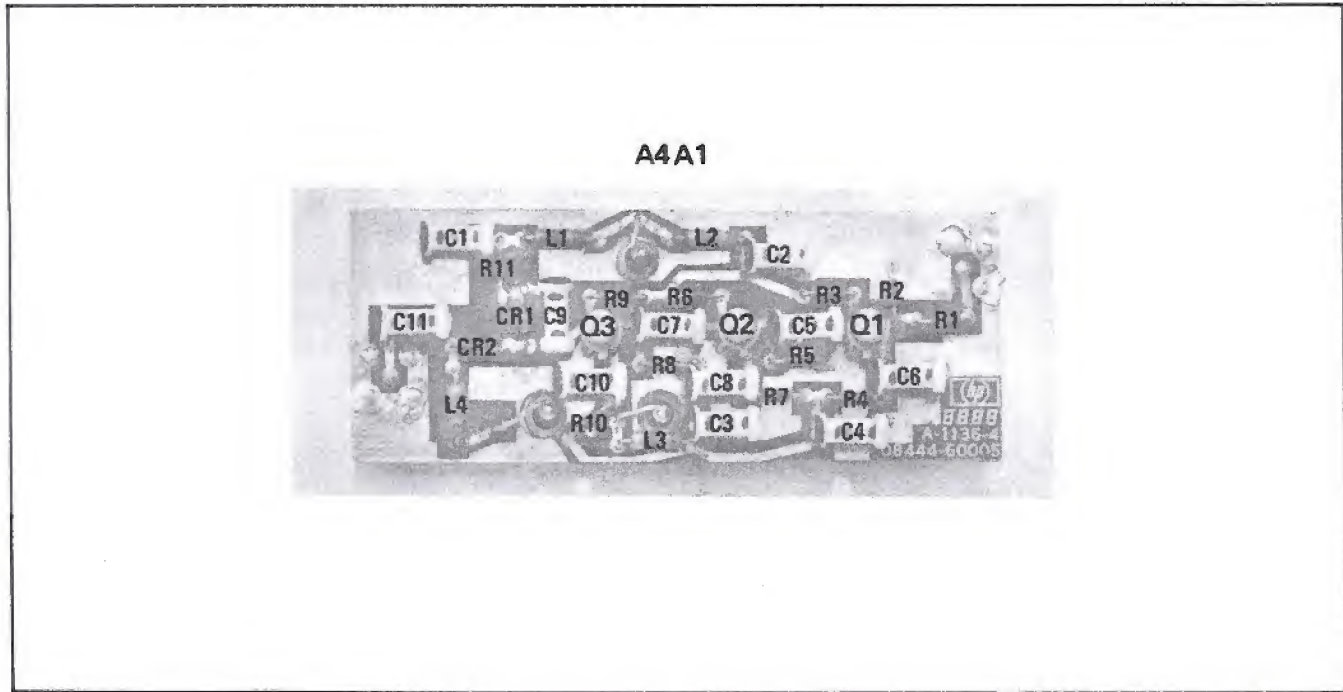 A4A1
C1 L1 L2 C2
R11
R9 R6 R3 R2
CR1 C9 Q3 C7 Q2 C5 Q1 R1
C11
CR2 R8 R5
C10 C8 C6
L4 R7 R4
hp
R10 L3 C3 C4
A-1136-4
08444-60005